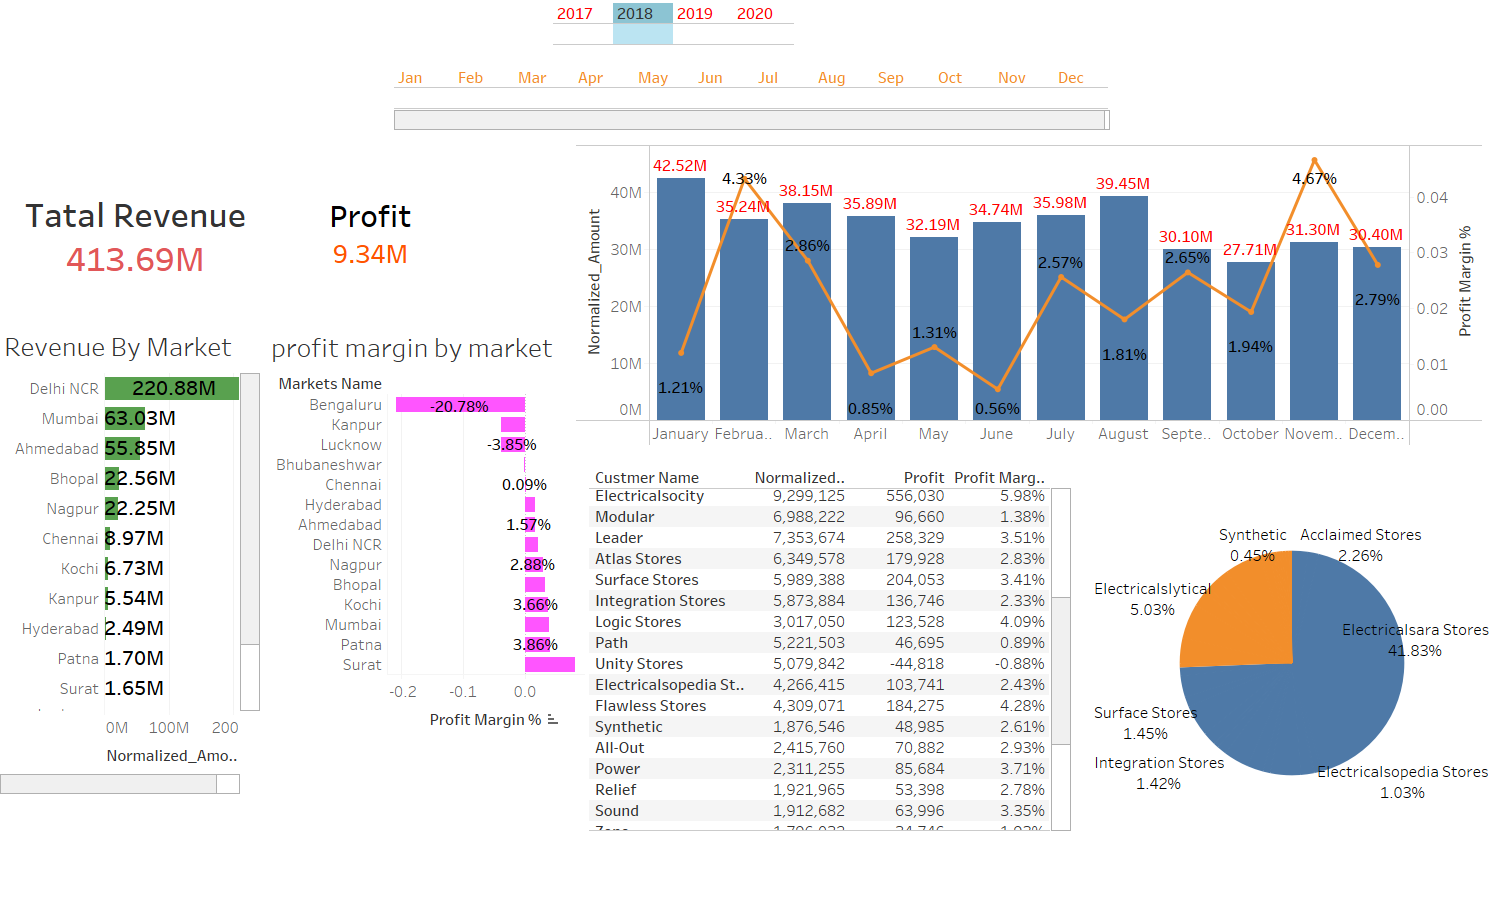 2017 2018 2019 2020
Jan Feb Mar Apr May Jun Jul Aug Sep Oct Nov Dec
Tatal Revenue
413.69M
Profit
9.34M
Revenue By Market
Delhi NCR 220.88M
Mumbai 63.03M
Ahmedabad 55.85M
Bhopal 22.56M
Nagpur 22.25M
Chennai 8.97M
Kochi 6.73M
Kanpur 5.54M
Hyderabad 2.49M
Patna 1.70M
Surat 1.65M
0M 100M 200
Normalized_Amo..
profit margin by market
Markets Name
Bengaluru -20.78%
Kanpur
Lucknow -3.85%
Bhubaneshwar
Chennai 0.09%
Hyderabad
Ahmedabad 1.57%
Delhi NCR
Nagpur 2.88%
Bhopal
Kochi 3.66%
Mumbai
Patna 3.86%
Surat
-0.2 -0.1 0.0
Profit Margin %
Normalized_Amount
40M
30M
20M
10M
0M
42.52M 35.24M 38.15M 35.89M 32.19M 34.74M 35.98M 39.45M 30.10M 27.71M 31.30M 30.40M
1.21% 4.33% 2.86% 0.85% 1.31% 0.56% 2.57% 1.81% 2.65% 1.94% 4.67% 2.79%
0.04
0.03
0.02
0.01
0.00
Profit Margin %
January Februa.. March April May June July August Septe.. October Novem.. Decem..
Custmer Name Normalized.. Profit Profit Marg..
Electricalsocity 9,299,125 556,030 5.98%
Modular 6,988,222 96,660 1.38%
Leader 7,353,674 258,329 3.51%
Atlas Stores 6,349,578 179,928 2.83%
Surface Stores 5,989,388 204,053 3.41%
Integration Stores 5,873,884 136,746 2.33%
Logic Stores 3,017,050 123,528 4.09%
Path 5,221,503 46,695 0.89%
Unity Stores 5,079,842 -44,818 -0.88%
Electricalsopedia St.. 4,266,415 103,741 2.43%
Flawless Stores 4,309,071 184,275 4.28%
Synthetic 1,876,546 48,985 2.61%
All-Out 2,415,760 70,882 2.93%
Power 2,311,255 85,684 3.71%
Relief 1,921,965 53,398 2.78%
Sound 1,912,682 63,996 3.35%
Synthetic
0.45%
Acclaimed Stores
2.26%
Electricalslytical
5.03%
Electricalsara Stores
41.83%
Surface Stores
1.45%
Integration Stores
1.42%
Electricalsopedia Stores
1.03%